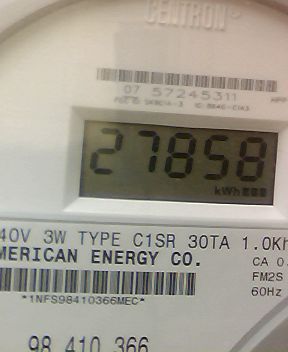 CENTRON®
07 57245311
27858
kWh
40V 3W TYPE C1SR 30TA 1.0Kh
MERICAN ENERGY CO.
CA 0.
*1NFS98410366MEC*
FM2S
60Hz
98 410 366